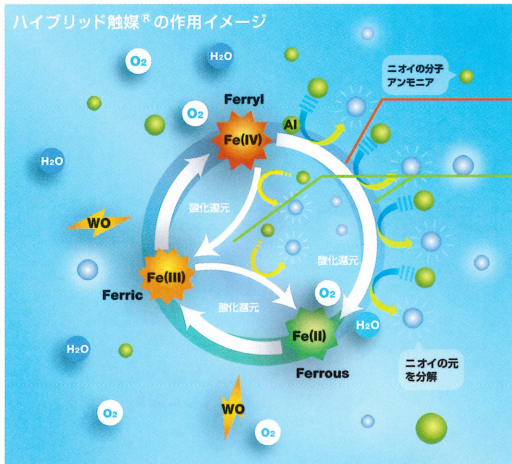 ハイブリッド触媒®の作用イメージ
O₂
H₂O
ニオイの分子
アンモニア
Ferryl
O₂
Fe(IV)
Al
H₂O
酸化還元
WO
Fe(III)
酸化還元
Ferric
O₂
酸化還元
H₂O
Fe(II)
H₂O
Ferrous
ニオイの元
を分解
O₂
WO
O₂